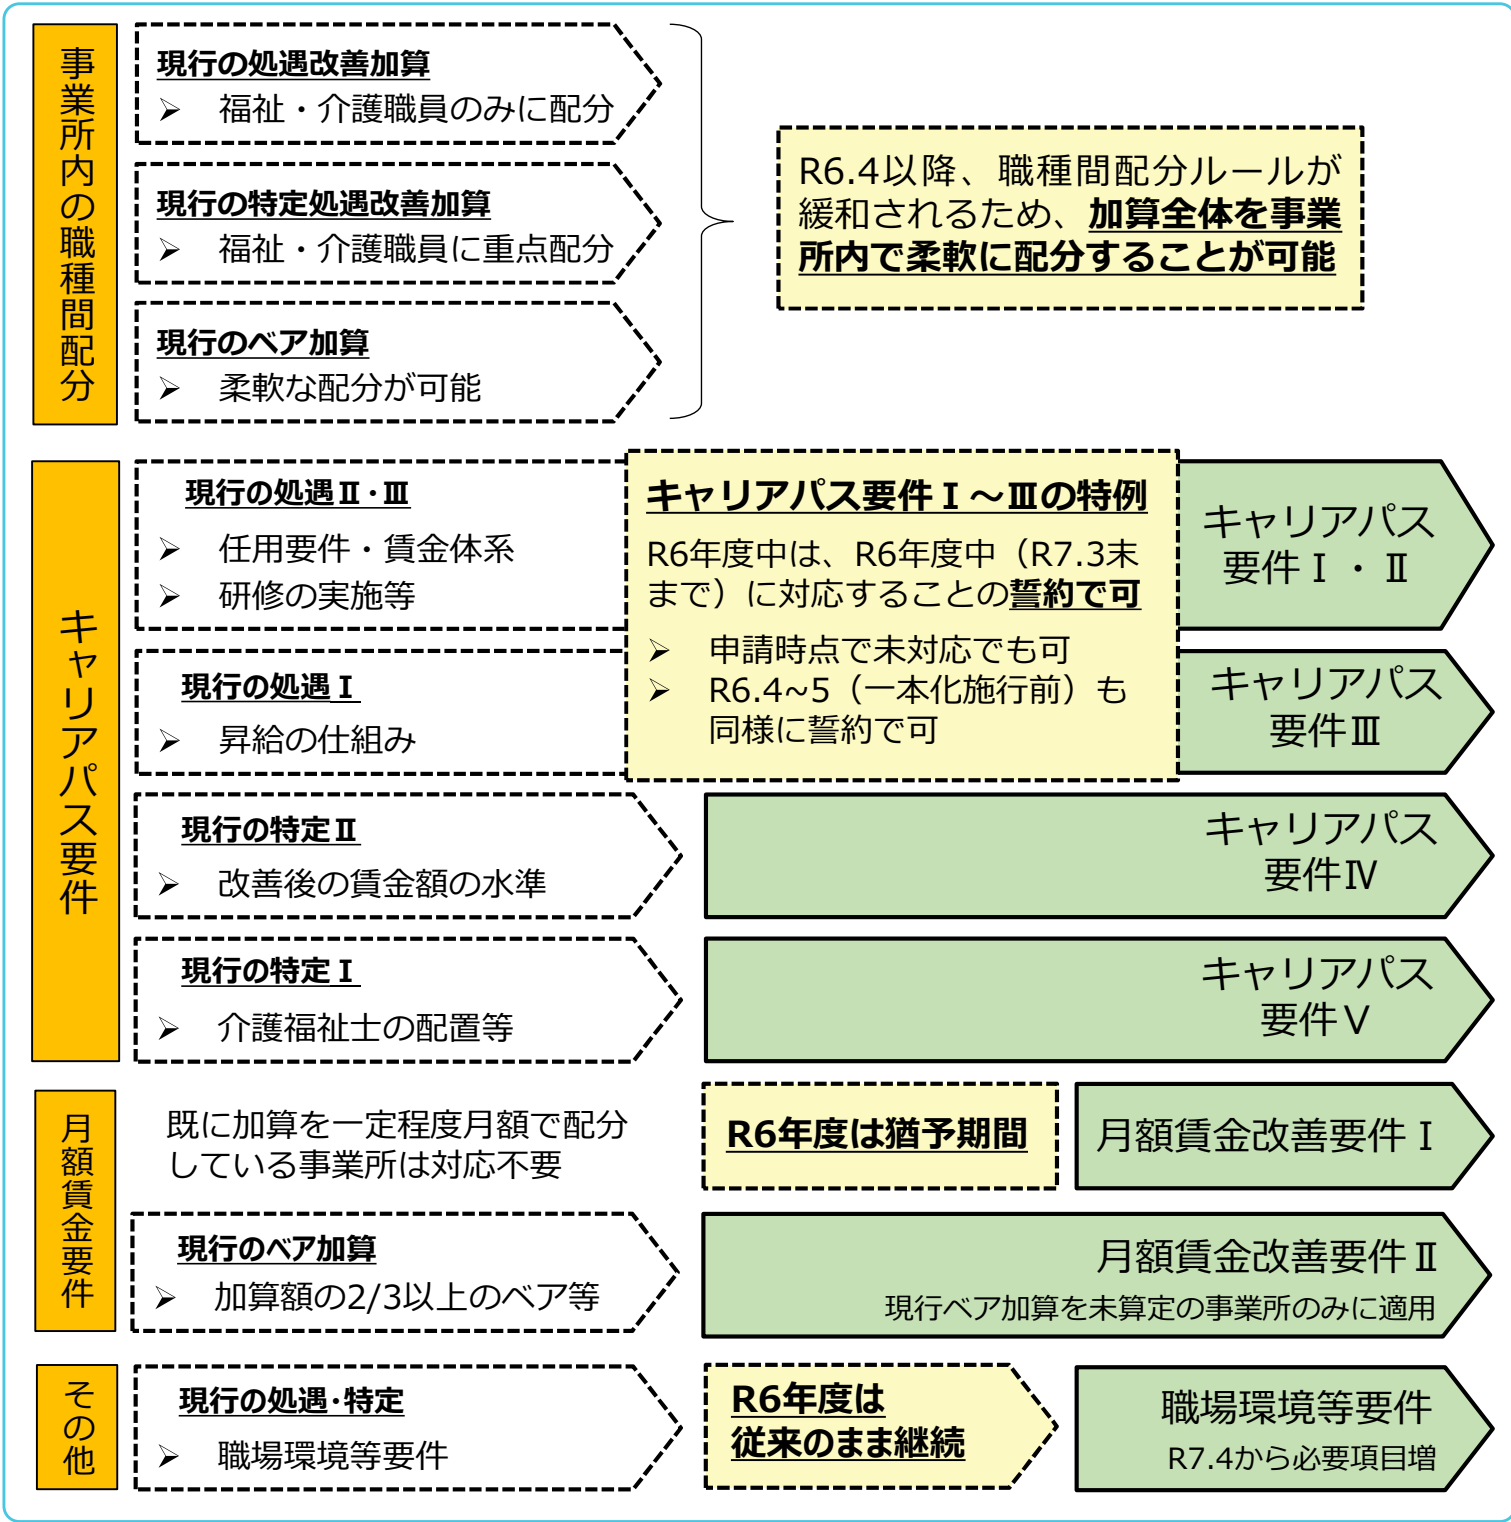 事業所内の職種間配分
現行の処遇改善加算
➢ 福祉・介護職員のみに配分
現行の特定処遇改善加算
➢ 福祉・介護職員に重点配分
現行のベア加算
➢ 柔軟な配分が可能
R6.4以降、職種間配分ルールが
緩和されるため、加算全体を事業
所内で柔軟に配分することが可能
キャリアパス要件
現行の処遇Ⅱ・Ⅲ
➢ 任用要件・賃金体系
➢ 研修の実施等
現行の処遇Ⅰ
➢ 昇給の仕組み
キャリアパス要件Ⅰ～Ⅲの特例
R6年度中は、R6年度中（R7.3末
まで）に対応することの誓約で可
➢ 申請時点で未対応でも可
➢ R6.4~5（一本化施行前）も
同様に誓約で可
キャリアパス
要件Ⅰ・Ⅱ
キャリアパス
要件Ⅲ
現行の特定Ⅱ
➢ 改善後の賃金額の水準
キャリアパス
要件Ⅳ
現行の特定Ⅰ
➢ 介護福祉士の配置等
キャリアパス
要件Ⅴ
月額賃金要件
既に加算を一定程度月額で配分
している事業所は対応不要
R6年度は猶予期間
月額賃金改善要件Ⅰ
現行のベア加算
➢ 加算額の2/3以上のベア等
月額賃金改善要件Ⅱ
現行ベア加算を未算定の事業所のみに適用
その他
現行の処遇・特定
➢ 職場環境等要件
R6年度は
従来のまま継続
職場環境等要件
R7.4から必要項目増